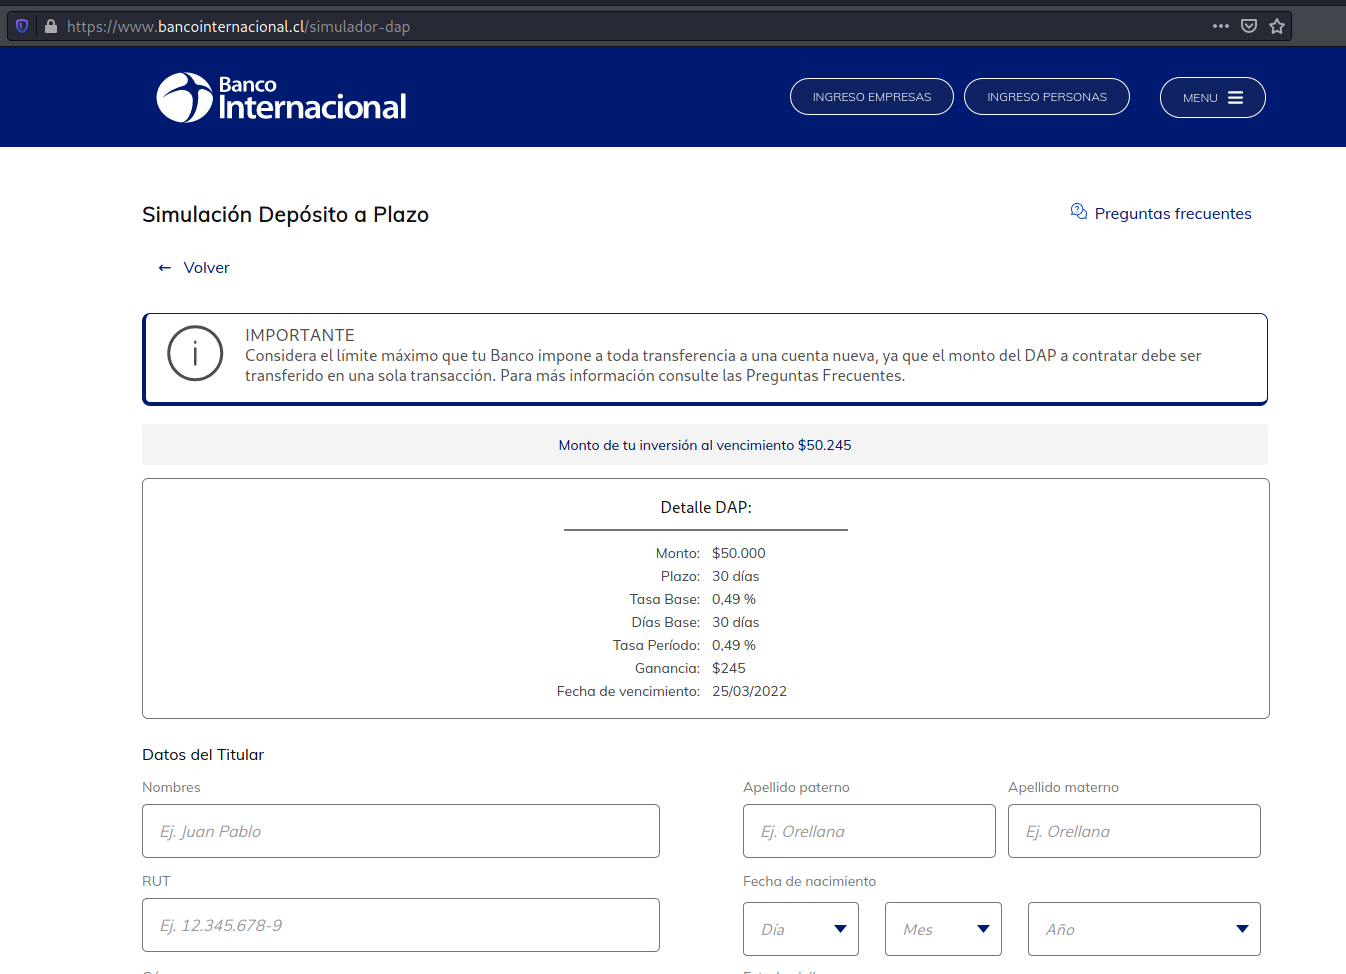 https://www.bancointernacional.cl/simulador-dap
Banco
Internacional
INGRESO EMPRESAS
INGRESO PERSONAS
MENU
Simulación Depósito a Plazo
Preguntas frecuentes
← Volver
IMPORTANTE
Considera el límite máximo que tu Banco impone a toda transferencia a una cuenta nueva, ya que el monto del DAP a contratar debe ser
transferido en una sola transacción. Para más información consulte las Preguntas Frecuentes.
Monto de tu inversión al vencimiento $50.245
Detalle DAP:
Monto: $50.000
Plazo: 30 días
Tasa Base: 0,49 %
Días Base: 30 días
Tasa Período: 0,49 %
Ganancia: $245
Fecha de vencimiento: 25/03/2022
Datos del Titular
Nombres
Ej. Juan Pablo
Apellido paterno
Ej. Orellana
Apellido materno
Ej. Orellana
RUT
Ej. 12.345.678-9
Fecha de nacimiento
Día
Mes
Año